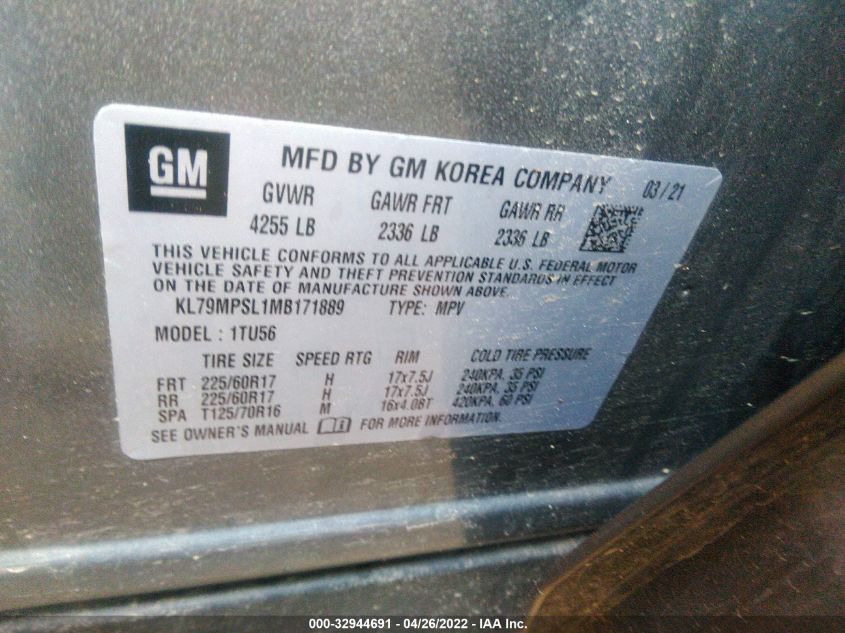 GM
MFD BY GM KOREA COMPANY 03/21
GVWR GAWR FRT GAWR RR
4255 LB 2336 LB 2336 LB
THIS VEHICLE CONFORMS TO ALL APPLICABLE U.S. FEDERAL MOTOR
VEHICLE SAFETY AND THEFT PREVENTION STANDARDS IN EFFECT
ON THE DATE OF MANUFACTURE SHOWN ABOVE.
KL79MPSL1MB171889 TYPE: MPV
MODEL : 1TU56
TIRE SIZE SPEED RTG RIM COLD TIRE PRESSURE
FRT 225/60R17 H 17x7.5J 240KPA, 35 PSI
RR 225/60R17 H 17x7.5J 240KPA, 35 PSI
SPA T125/70R16 M 16x4.0BT 420KPA, 60 PSI
SEE OWNER'S MANUAL FOR MORE INFORMATION.
000-32944691 - 04/26/2022 - IAA Inc.